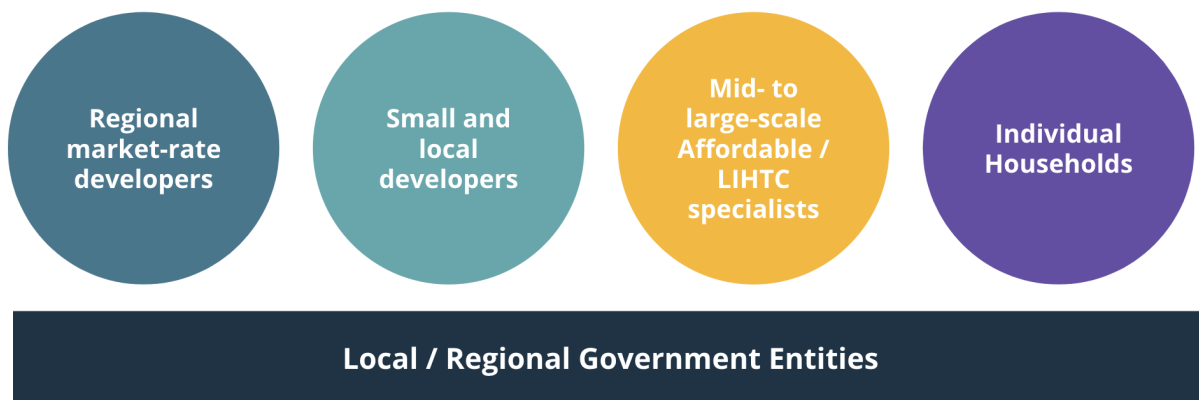 Regional
market-rate
developers
Small and
local
developers
Mid- to
large-scale
Affordable /
LIHTC
specialists
Individual
Households
Local / Regional Government Entities